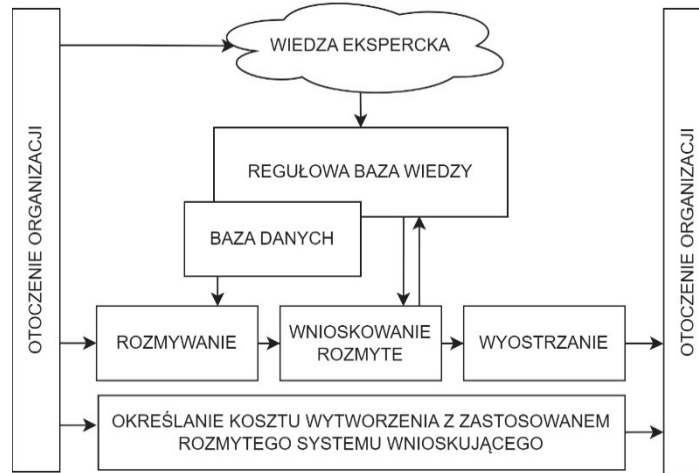 OTOCZENIE ORGANIZACJI
WIEDZA EKSPERCKA
REGUŁOWA BAZA WIEDZY
BAZA DANYCH
ROZMYWANIE
WNIOSKOWANIE
ROZMYTE
WYOSTRZANIE
OKREŚLANIE KOSZTU WYTWORZENIA Z ZASTOSOWANEM
ROZMYTEGO SYSTEMU WNIOSKUJĄCEGO
OTOCZENIE ORGANIZACJI